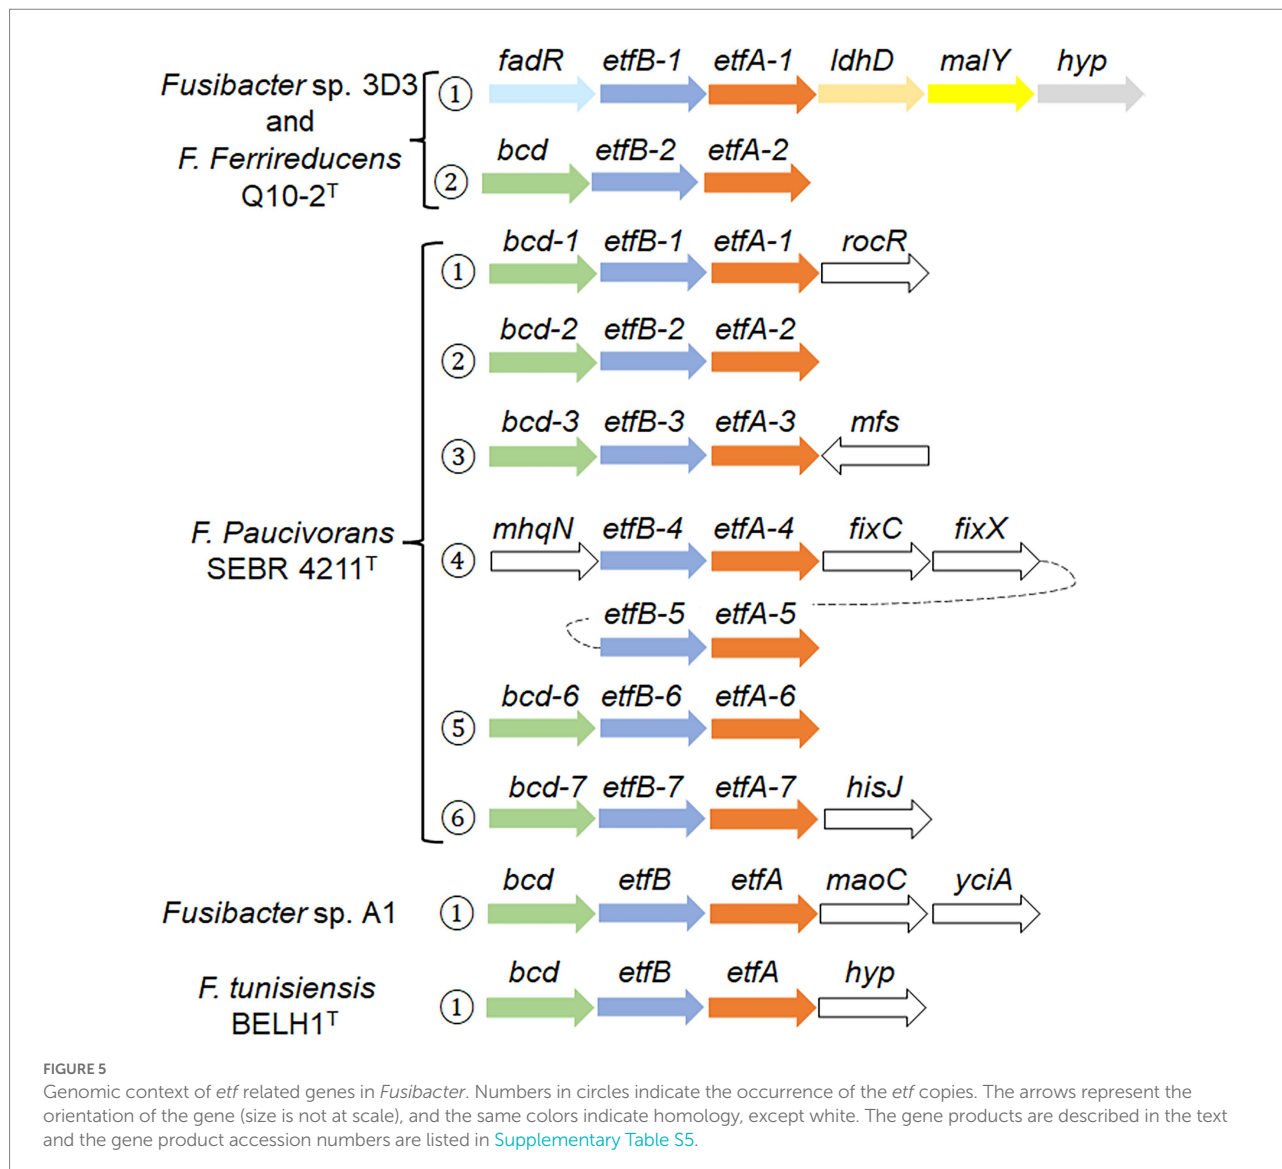 fadR etfB-1 etfA-1 ldhD malY hyp
Fusibacter sp. 3D3
and
F. Ferrireducens
Q10-2ᵀ
①
bcd etfB-2 etfA-2
②
bcd-1 etfB-1 etfA-1 rocR
①
bcd-2 etfB-2 etfA-2
②
bcd-3 etfB-3 etfA-3 mfs
③
F. Paucivorans
SEBR 4211ᵀ
mhqN etfB-4 etfA-4 fixC fixX
④
etfB-5 etfA-5
bcd-6 etfB-6 etfA-6
⑤
bcd-7 etfB-7 etfA-7 hisJ
⑥
bcd etfB etfA maoC yciA
Fusibacter sp. A1 ①
bcd etfB etfA hyp
F. tunisiensis
BELH1ᵀ
①
FIGURE 5
Genomic context of etf related genes in Fusibacter. Numbers in circles indicate the occurrence of the etf copies. The arrows represent the
orientation of the gene (size is not at scale), and the same colors indicate homology, except white. The gene products are described in the text
and the gene product accession numbers are listed in Supplementary Table S5.